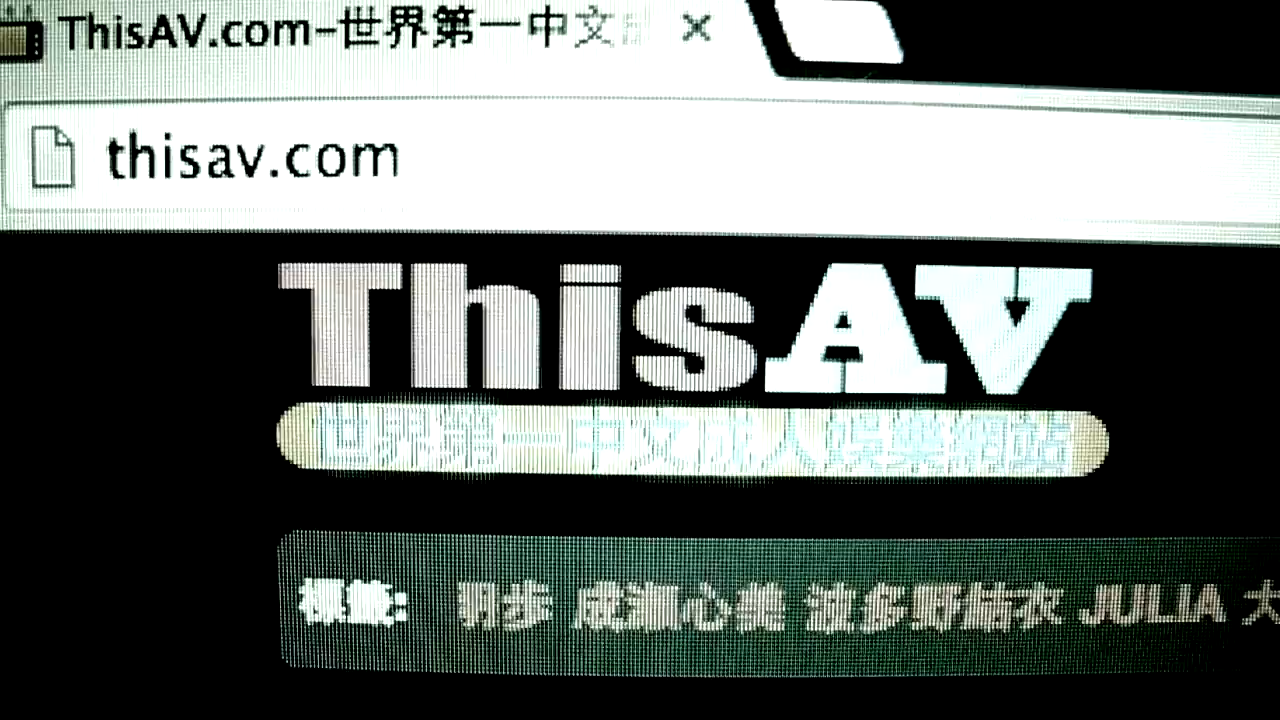 ThisAV.com-世界第一中文
thisav.com
ThisAV
世界第一中文成人娛樂網站
標籤: 明步 成瀬心美 波多野結衣 JULIA 大